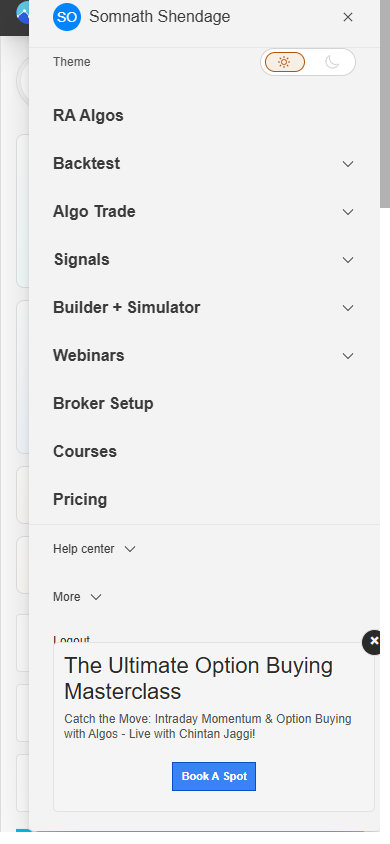 SO Somnath Shendage
Theme
RA Algos
Backtest
Algo Trade
Signals
Builder + Simulator
Webinars
Broker Setup
Courses
Pricing
Help center
More
Logout
The Ultimate Option Buying
Masterclass
Catch the Move: Intraday Momentum & Option Buying
with Algos - Live with Chintan Jaggi!
Book A Spot